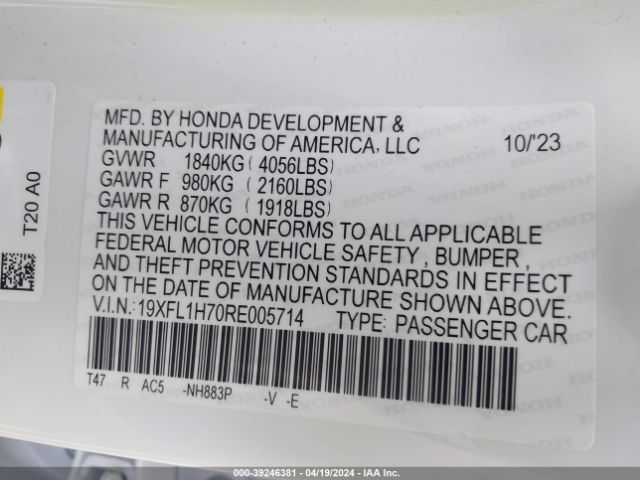 MFD. BY HONDA DEVELOPMENT &
MANUFACTURING OF AMERICA, LLC 10/'23
GVWR 1840KG (4056LBS)
GAWR F 980KG (2160LBS)
GAWR R 870KG (1918LBS)
THIS VEHICLE CONFORMS TO ALL APPLICABLE
FEDERAL MOTOR VEHICLE SAFETY, BUMPER,
AND THEFT PREVENTION STANDARDS IN EFFECT
ON THE DATE OF MANUFACTURE SHOWN ABOVE.
V.I.N.:19XFL1H70RE005714 TYPE: PASSENGER CAR
T47 R AC5 -NH883P -V -E
T20 A0
000-39246381 - 04/19/2024 - IAAI.COM